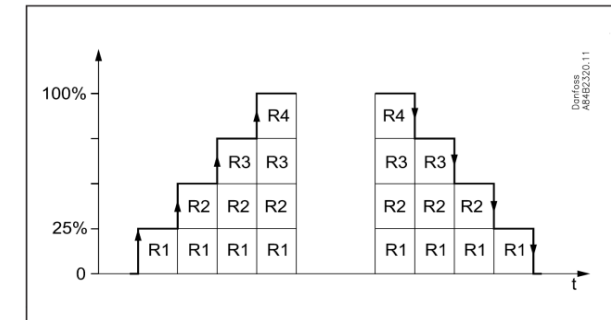 Danfoss
A84B2320.11
100%
R4 R4
R3 R3 R3 R3
R2 R2 R2 R2 R2 R2
25%
R1 R1 R1 R1 R1 R1 R1 R1
0
t